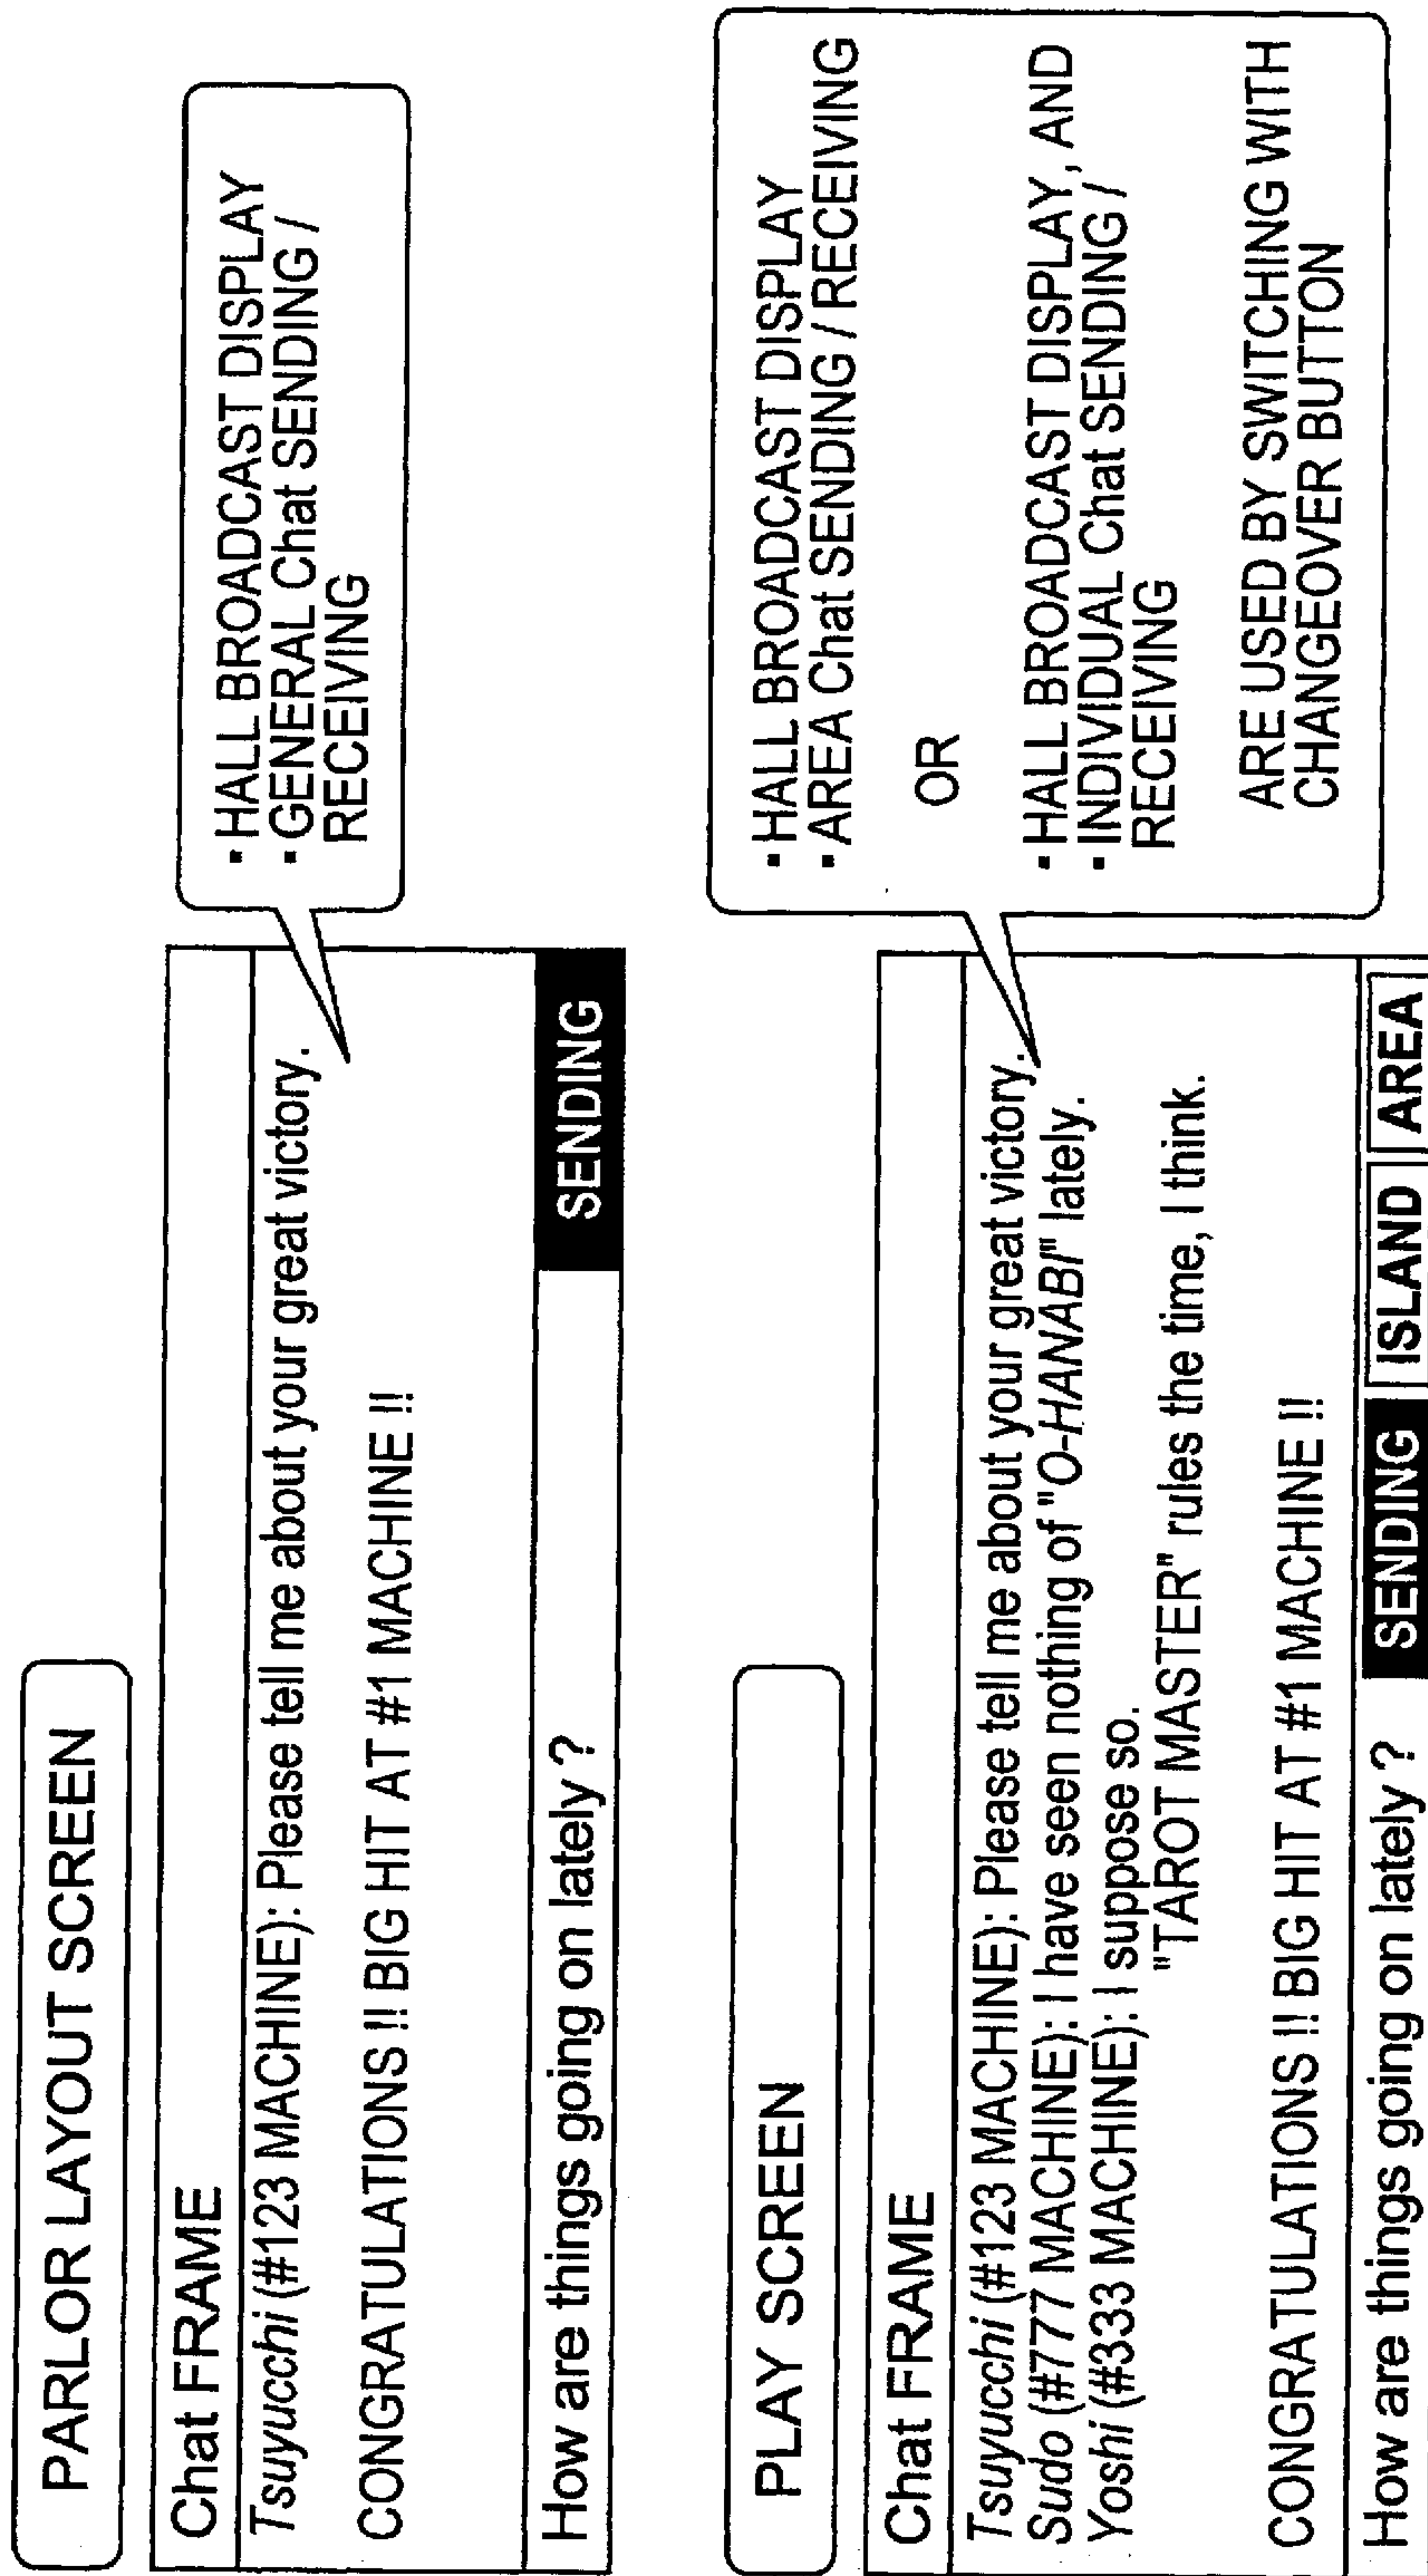 PARLOR LAYOUT SCREEN
Chat FRAME
Tsuyucchi (#123 MACHINE): Please tell me about your great victory.
CONGRATULATIONS !! BIG HIT AT #1 MACHINE !!
How are things going on lately ?
SENDING
▪ HALL BROADCAST DISPLAY
▪ GENERAL Chat SENDING /
RECEIVING
PLAY SCREEN
Chat FRAME
Tsuyucchi (#123 MACHINE): Please tell me about your great victory.
Sudo (#777 MACHINE): I have seen nothing of "O-HANABI" lately.
Yoshi (#333 MACHINE): I suppose so.
"TAROT MASTER" rules the time, I think.
CONGRATULATIONS !! BIG HIT AT #1 MACHINE !!
How are things going on lately ?
SENDING
ISLAND
AREA
▪ HALL BROADCAST DISPLAY
▪ AREA Chat SENDING / RECEIVING
OR
▪ HALL BROADCAST DISPLAY, AND
▪ INDIVIDUAL Chat SENDING /
RECEIVING
ARE USED BY SWITCHING WITH
CHANGEOVER BUTTON